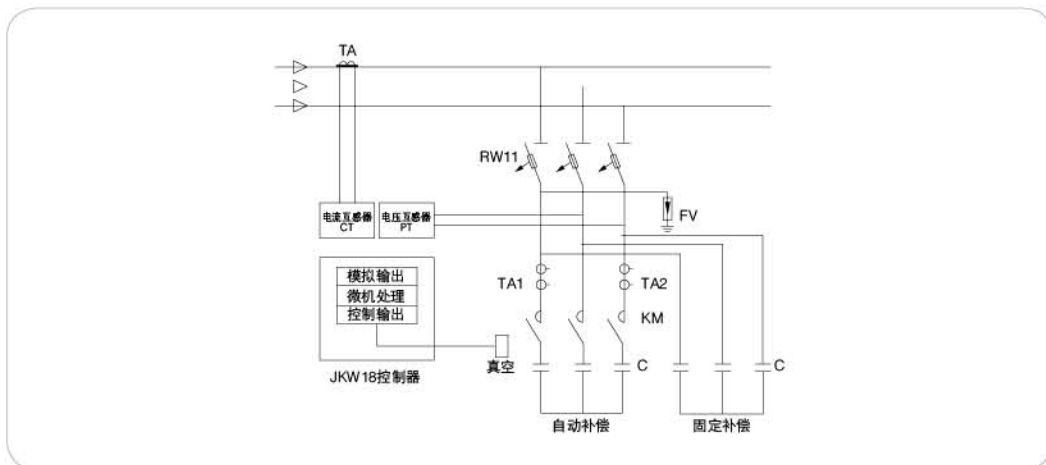 TA
RW11
电流互感器
CT
电压互感器
PT
FV
模拟输出
微机处理
控制输出
TA1
TA2
KM
真空
C
C
JKW18控制器
自动补偿
固定补偿